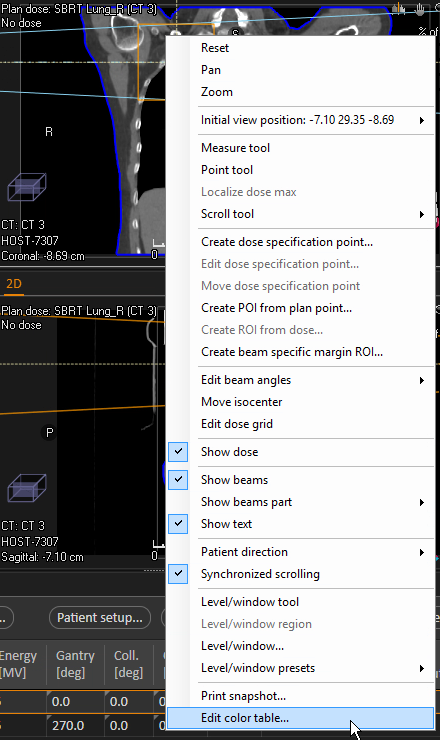 Plan dose: SBRT Lung_R (CT 3)
No dose
R
CT: CT 3
HOST-7307
Coronal: -8.69 cm
0
2D
Plan dose: SBRT Lung_R (CT 3)
No dose
P
CT: CT 3
HOST-7307
Sagittal: -7.10 cm
0
Patient setup...
Energy
[MV]
Gantry
[deg]
Coll.
[deg]
0.0
0.0
270.0
0.0
% of
Reset
Pan
Zoom
Initial view position: -7.10 29.35 -8.69
Measure tool
Point tool
Localize dose max
Scroll tool
Create dose specification point...
Edit dose specification point...
Move dose specification point
Create POI from plan point...
Create ROI from dose...
Create beam specific margin ROI...
Edit beam angles
Move isocenter
Edit dose grid
Show dose
Show beams
Show beams part
Show text
Patient direction
Synchronized scrolling
Level/window tool
Level/window region
Level/window...
Level/window presets
Print snapshot...
Edit color table...